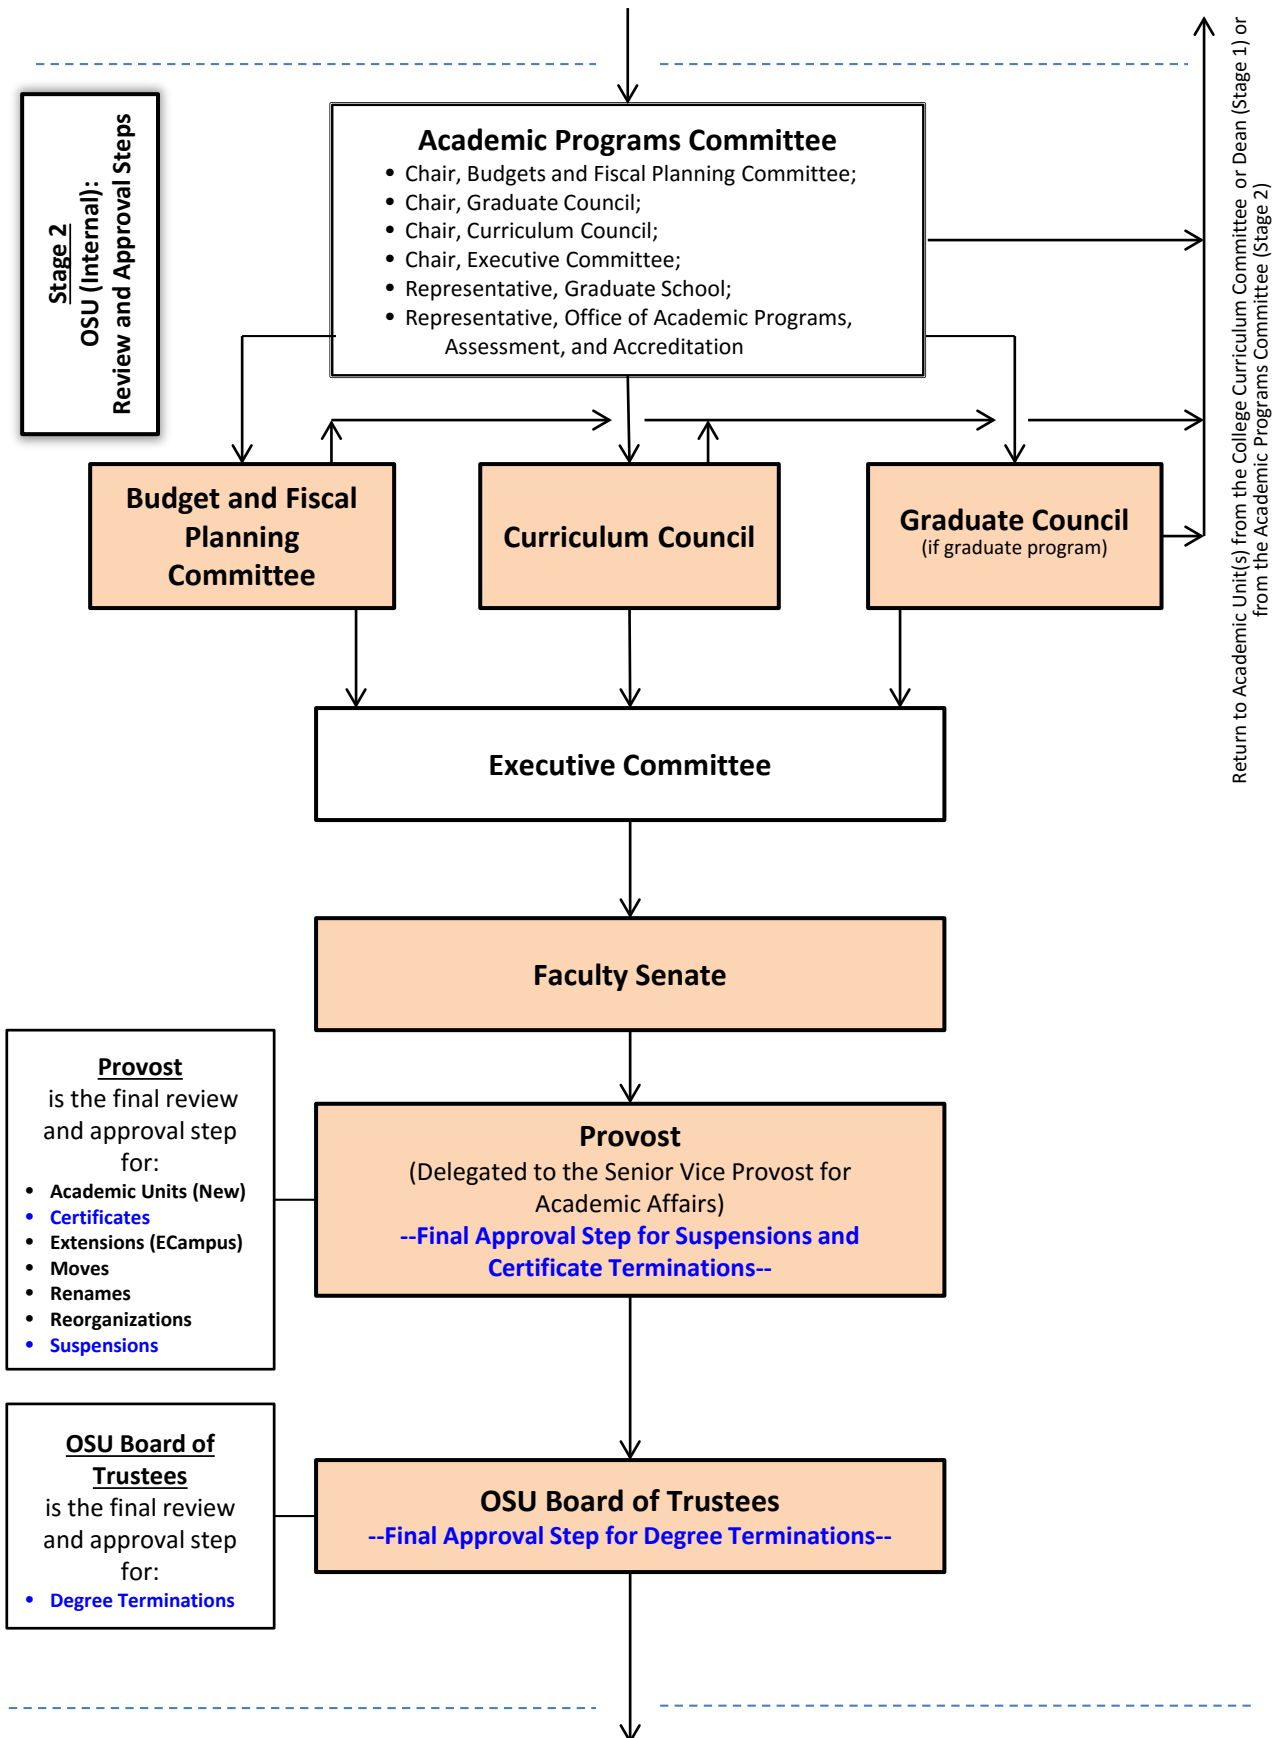 Stage 2
OSU (Internal):
Review and Approval Steps
Academic Programs Committee
• Chair, Budgets and Fiscal Planning Committee;
• Chair, Graduate Council;
• Chair, Curriculum Council;
• Chair, Executive Committee;
• Representative, Graduate School;
• Representative, Office of Academic Programs,
Assessment, and Accreditation
Return to Academic Unit(s) from the College Curriculum Committee or Dean (Stage 1) or
from the Academic Programs Committee (Stage 2)
Budget and Fiscal
Planning
Committee
Curriculum Council
Graduate Council
(if graduate program)
Executive Committee
Faculty Senate
Provost
is the final review
and approval step
for:
• Academic Units (New)
• Certificates
• Extensions (ECampus)
• Moves
• Renames
• Reorganizations
• Suspensions
Provost
(Delegated to the Senior Vice Provost for
Academic Affairs)
--Final Approval Step for Suspensions and
Certificate Terminations--
OSU Board of
Trustees
is the final review
and approval step
for:
• Degree Terminations
OSU Board of Trustees
--Final Approval Step for Degree Terminations--